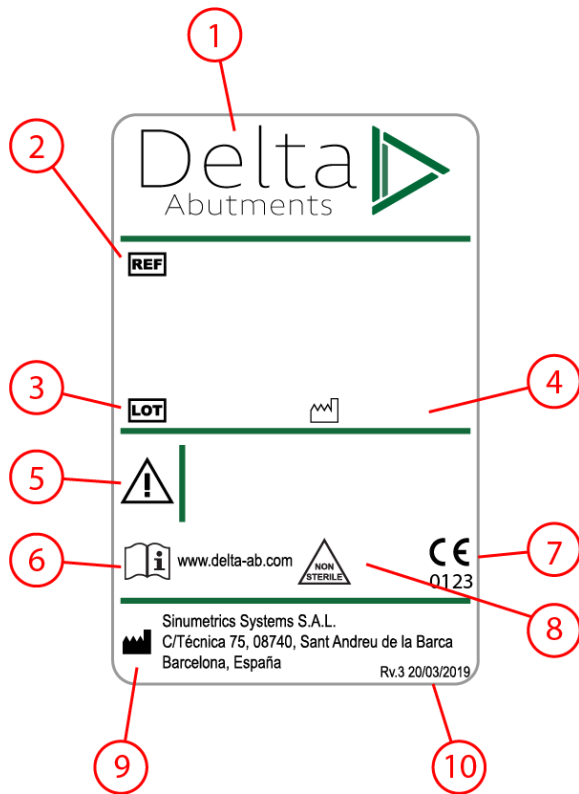 1
2
Delta
Abutments
REF
3
4
LOT
5
!
6
i www.delta-ab.com
NON
STERILE
CE
0123
7
8
Sinumetrics Systems S.A.L.
C/Técnica 75, 08740, Sant Andreu de la Barca
Barcelona, España
Rv.3 20/03/2019
9
10